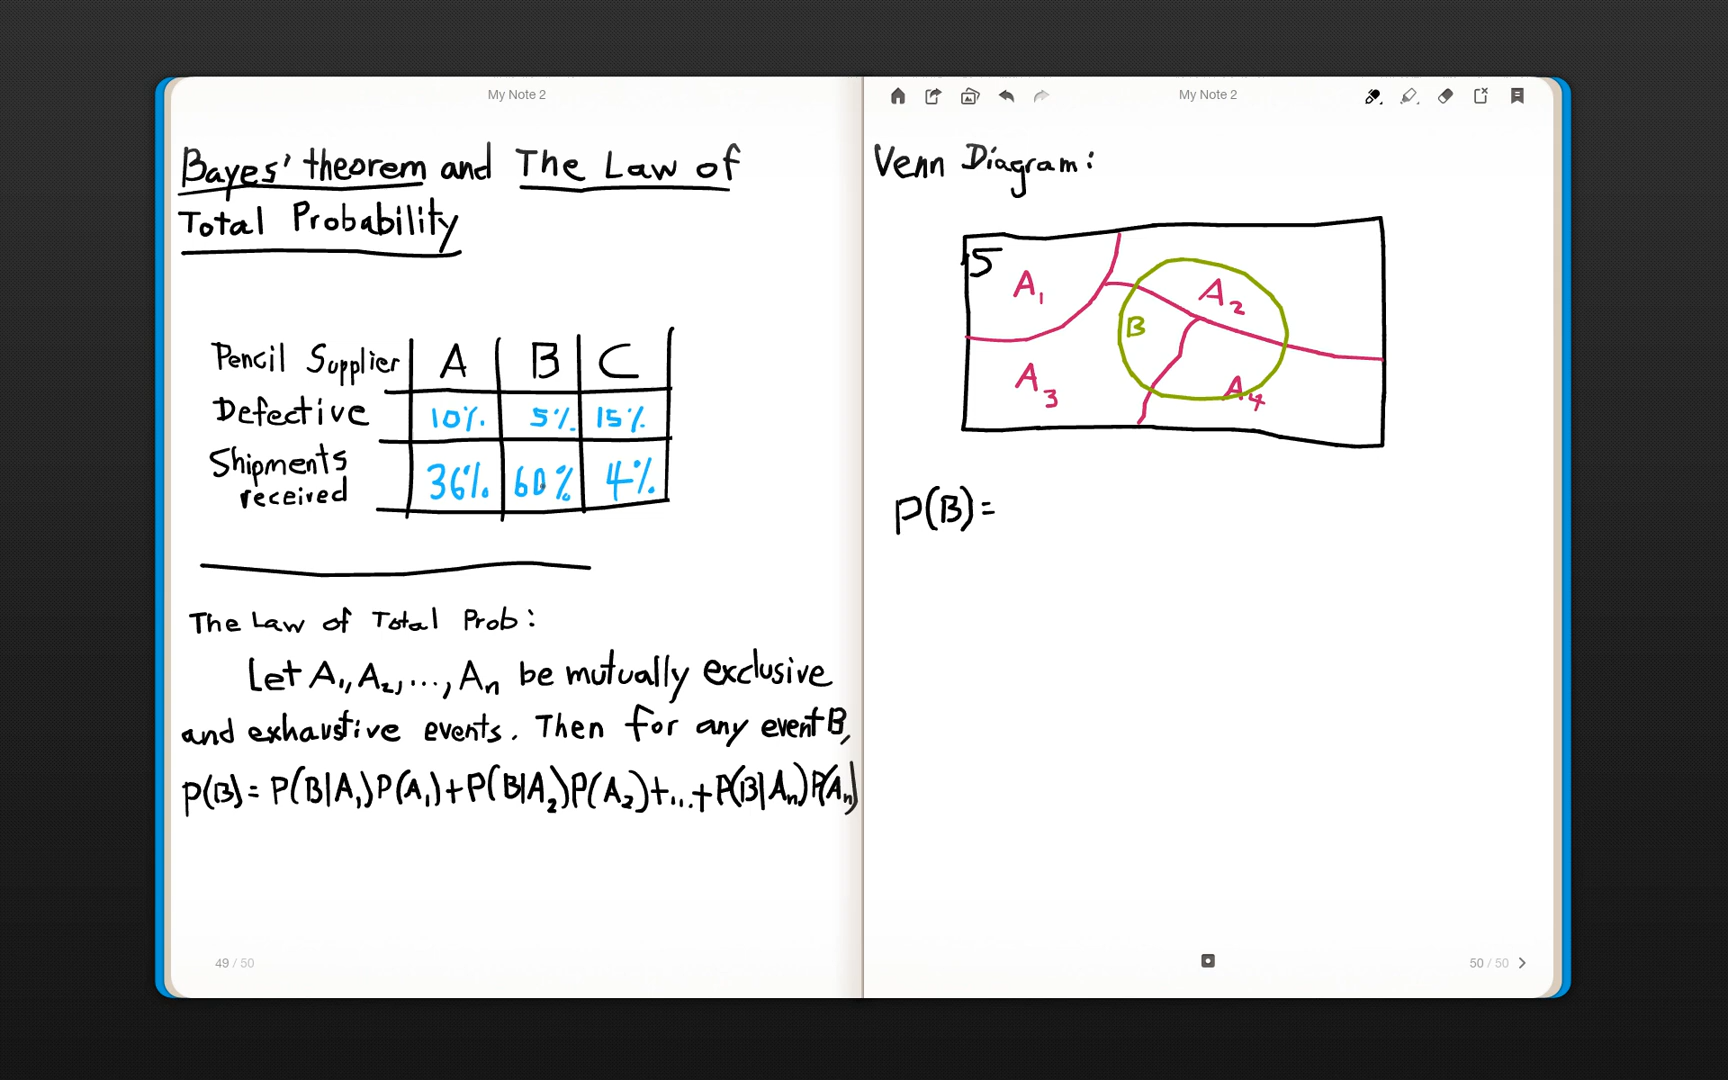 My Note 2
Bayes' theorem and The Law of
Total Probability
Pencil Supplier A B C
Defective 10% 5% 15%
Shipments
received 36% 60% 4%
The Law of Total Prob:
Let A₁, A₂, ..., Aₙ be mutually exclusive
and exhaustive events. Then for any event B,
P(B) = P(B|A₁)P(A₁)+P(B|A₂)P(A₂)+...+P(B|Aₙ)P(Aₙ)
49 / 50
My Note 2
Venn Diagram:
S
A₁ A₂
B
A₃ A₄
P(B) =
50 / 50